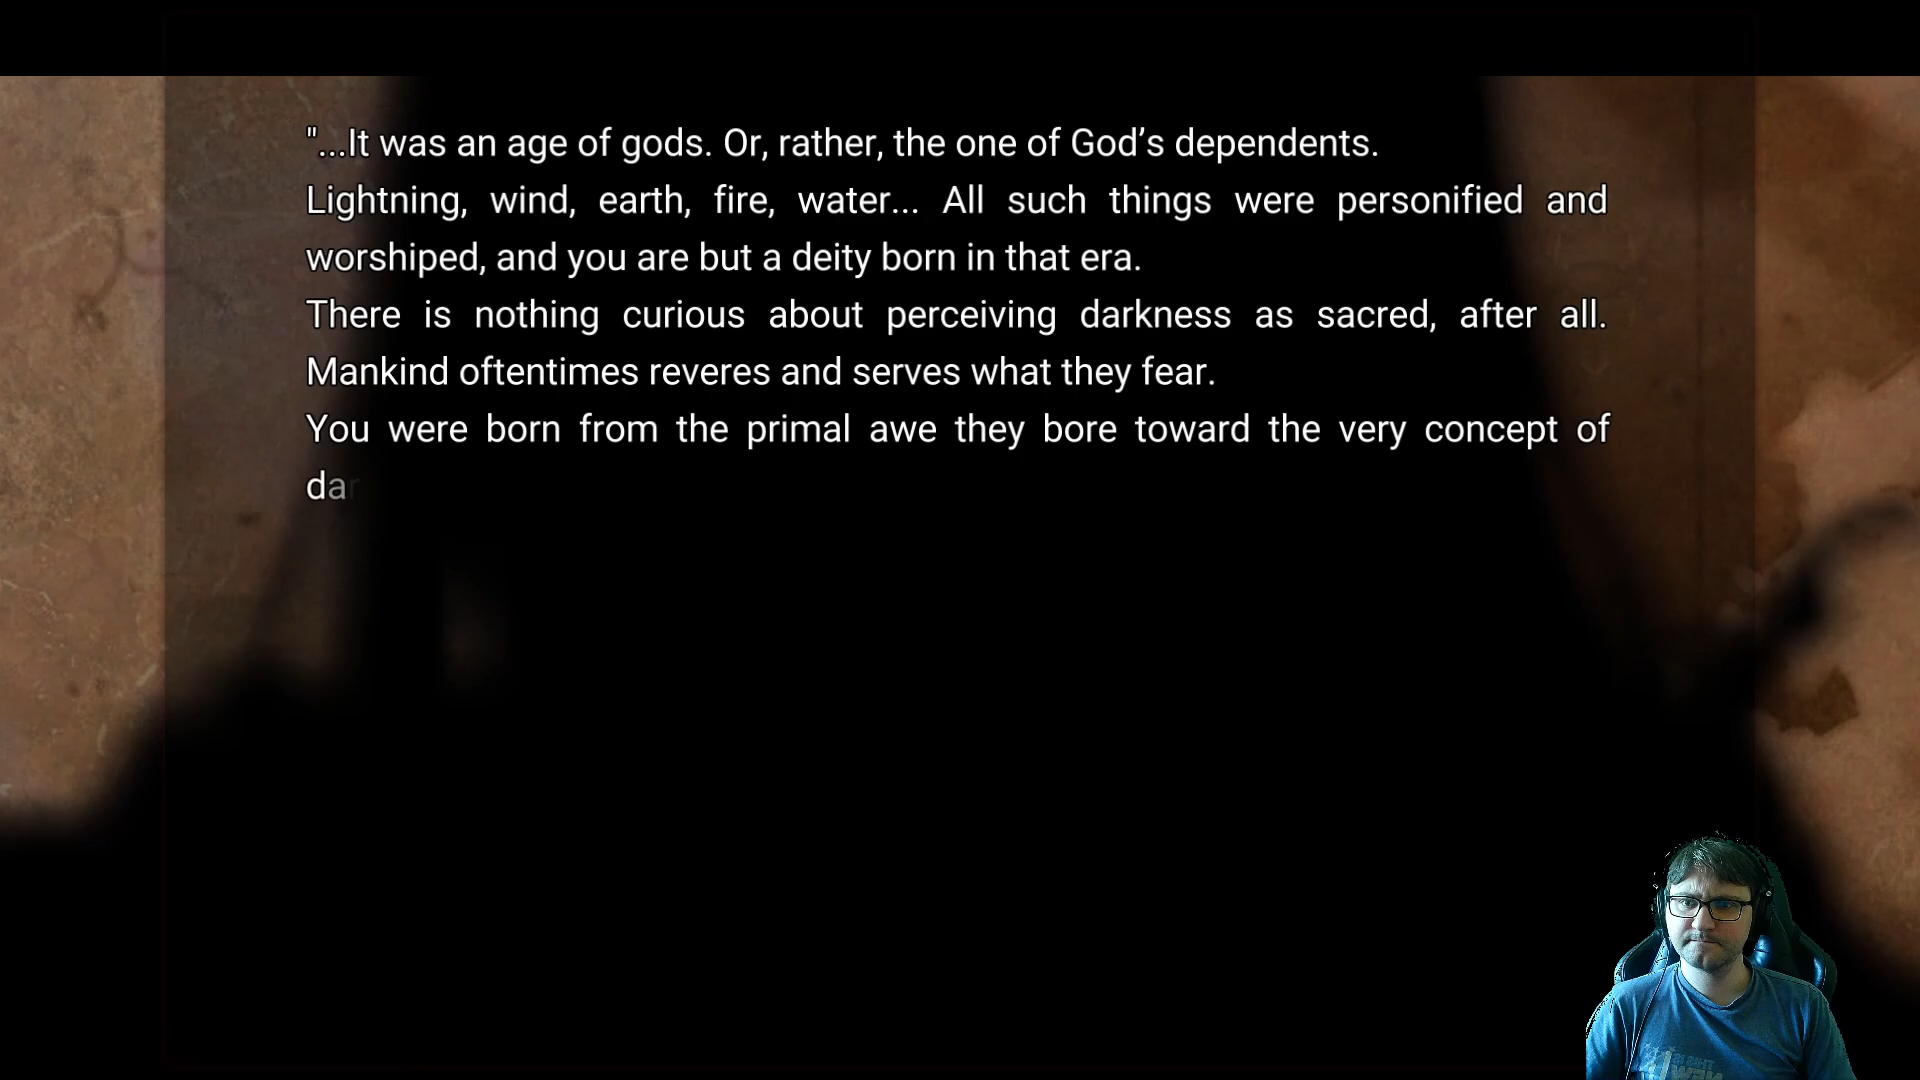 "...It was an age of gods. Or, rather, the one of God’s dependents.
Lightning, wind, earth, fire, water... All such things were personified and
worshiped, and you are but a deity born in that era.
There is nothing curious about perceiving darkness as sacred, after all.
Mankind oftentimes reveres and serves what they fear.
You were born from the primal awe they bore toward the very concept of
dar